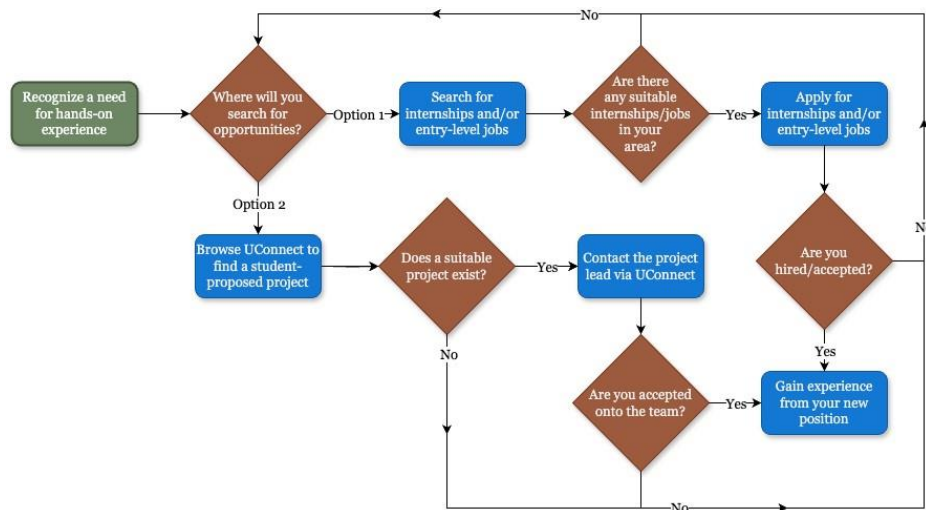 No
Recognize a need
for hands-on
experience
Where will you
search for
opportunities?
Option 1
Search for
internships and/or
entry-level jobs
Are there
any suitable
internships/jobs
in your
area?
Yes
Apply for
internships and/or
entry-level jobs
Option 2
No
Browse UConnect to
find a student-
proposed project
Does a suitable
project exist?
Yes
Contact the project
lead via UConnect
Are you
hired/accepted?
No
Yes
Are you accepted
onto the team?
Yes
Gain experience
from your new
position
No